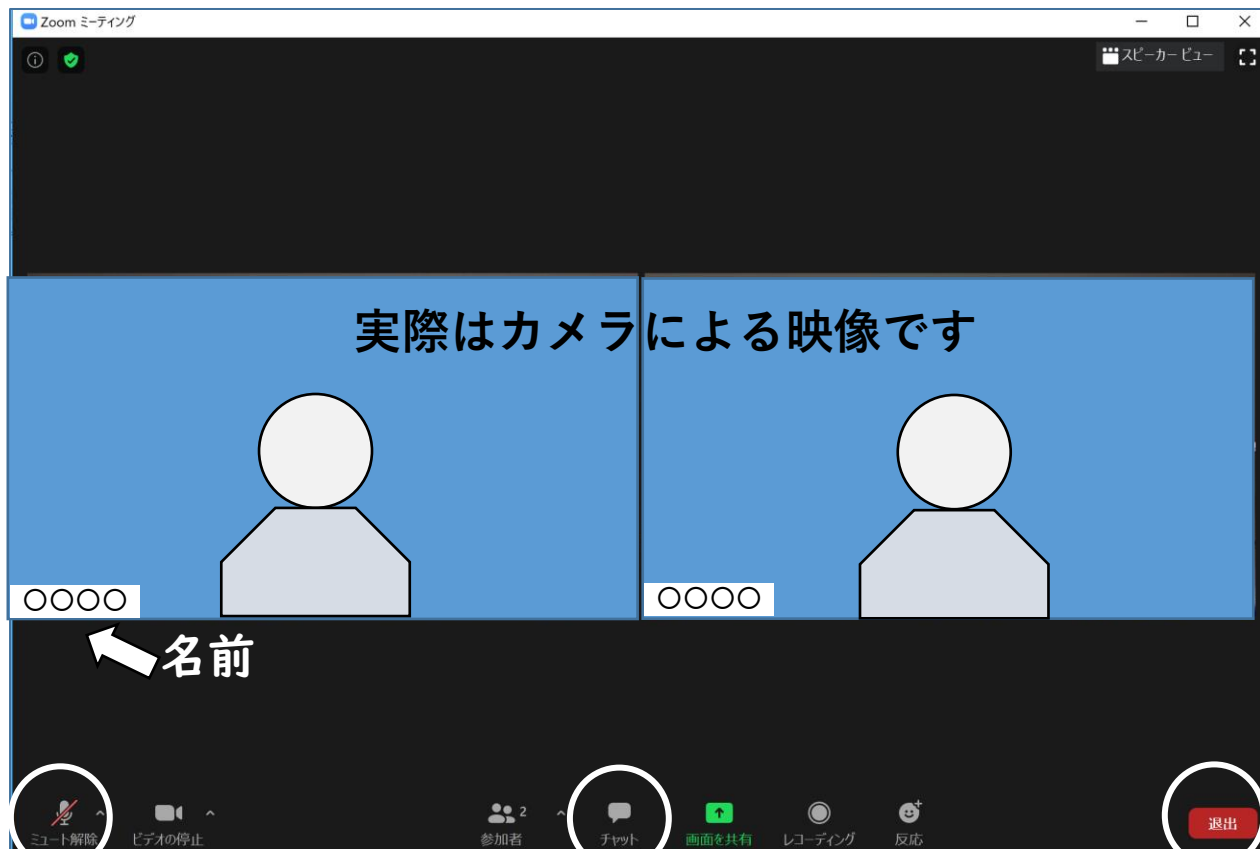 Zoom ミーティング
スピーカー ビュー
実際はカメラによる映像です
〇〇〇〇
〇〇〇〇
名前
ミュート解除
ビデオの停止
2
参加者
チャット
画面を共有
レコーディング
反応
退出